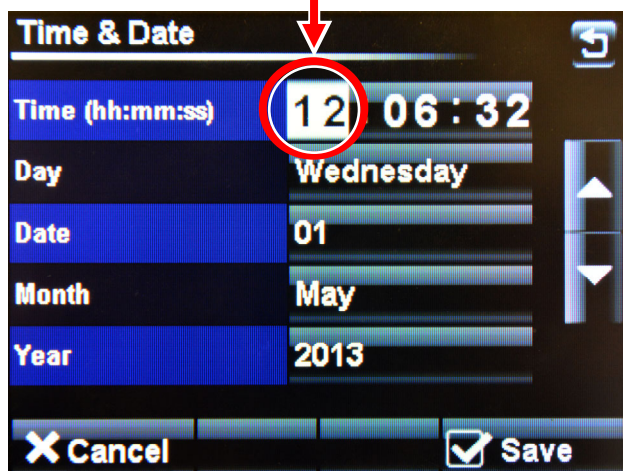 Time & Date
Time (hh:mm:ss) 12:06:32
Day Wednesday
Date 01
Month May
Year 2013
Cancel Save